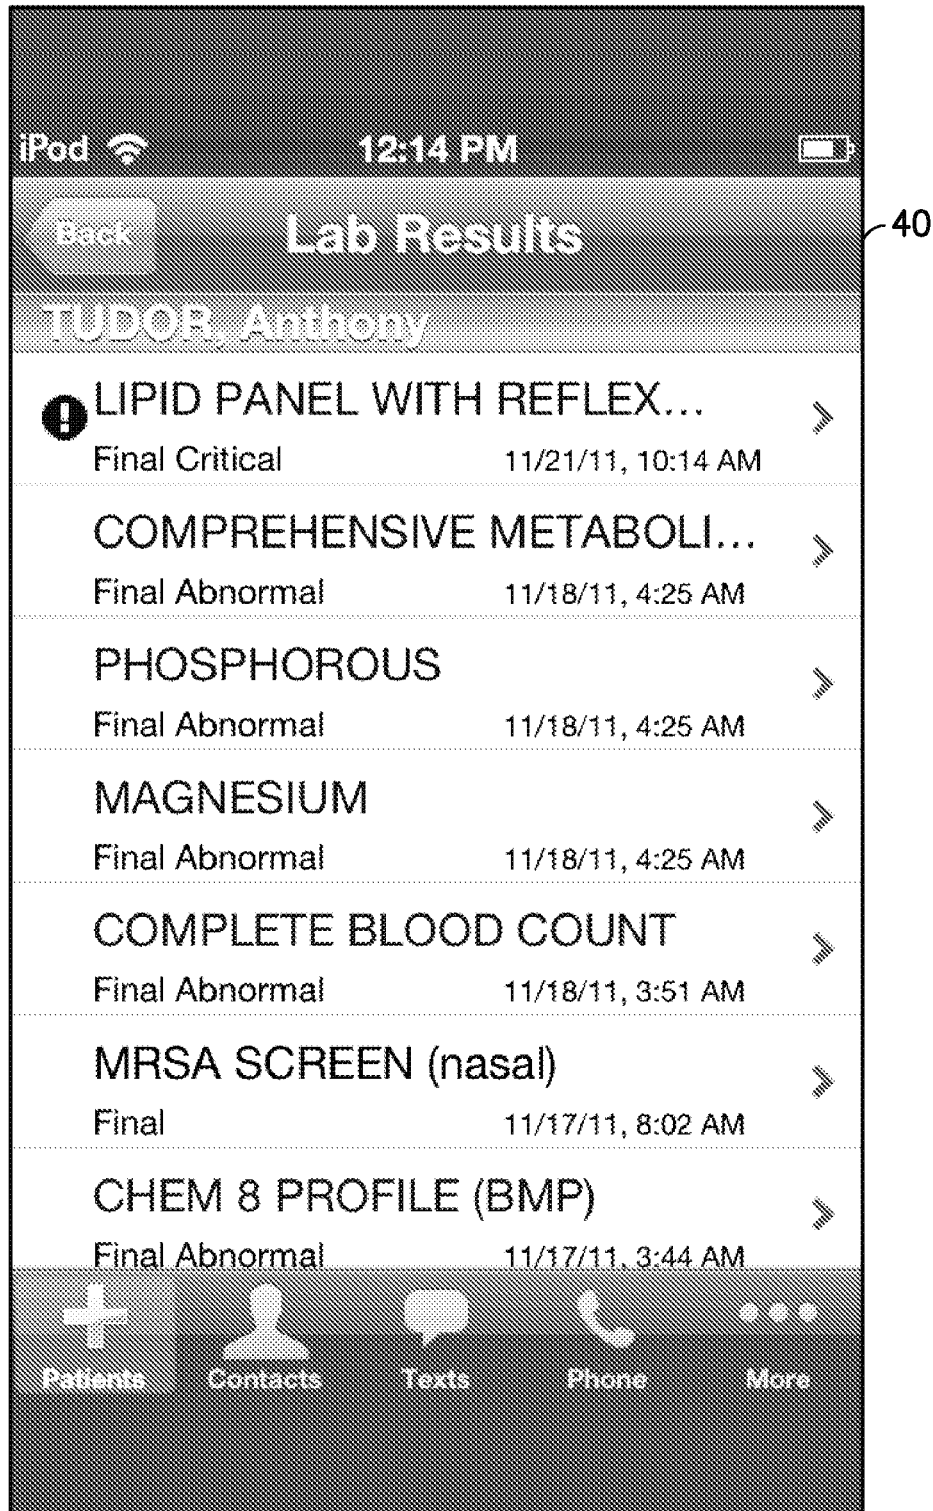 iPod 12:14 PM
Back Lab Results
40
TUDOR, Anthony
LIPID PANEL WITH REFLEX...
Final Critical 11/21/11, 10:14 AM
COMPREHENSIVE METABOLI...
Final Abnormal 11/18/11, 4:25 AM
PHOSPHOROUS
Final Abnormal 11/18/11, 4:25 AM
MAGNESIUM
Final Abnormal 11/18/11, 4:25 AM
COMPLETE BLOOD COUNT
Final Abnormal 11/18/11, 3:51 AM
MRSA SCREEN (nasal)
Final 11/17/11, 8:02 AM
CHEM 8 PROFILE (BMP)
Final Abnormal 11/17/11, 3:44 AM
Patients Contacts Texts Phone More